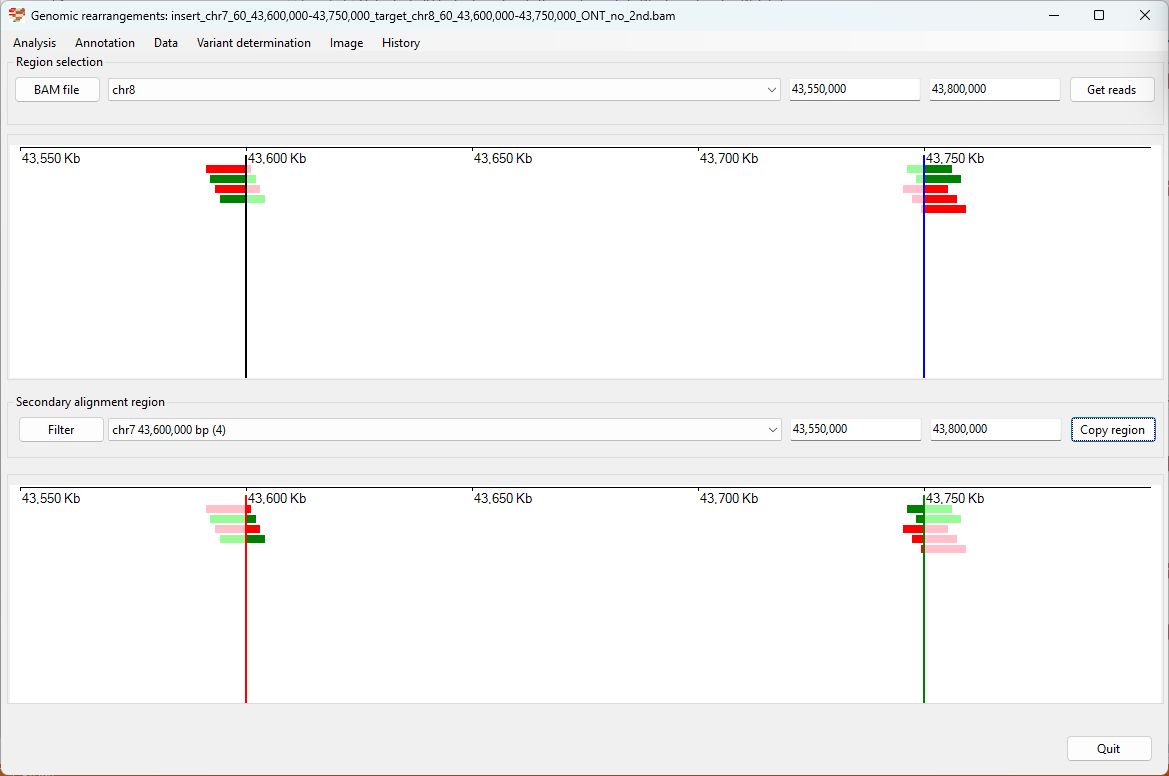 Genomic rearrangements: insert_chr7_60_43,600,000-43,750,000_target_chr8_60_43,600,000-43,750,000_ONT_no_2nd.bam
Analysis Annotation Data Variant determination Image History
Region selection
BAM file chr8 43,550,000 43,800,000 Get reads
43,550 Kb 43,600 Kb 43,650 Kb 43,700 Kb 43,750 Kb
Secondary alignment region
Filter chr7 43,600,000 bp (4) 43,550,000 43,800,000 Copy region
43,550 Kb 43,600 Kb 43,650 Kb 43,700 Kb 43,750 Kb
Quit